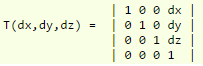 | 1 0 0 dx |
T(dx,dy,dz) = | 0 1 0 dy |
| 0 0 1 dz |
| 0 0 0 1 |